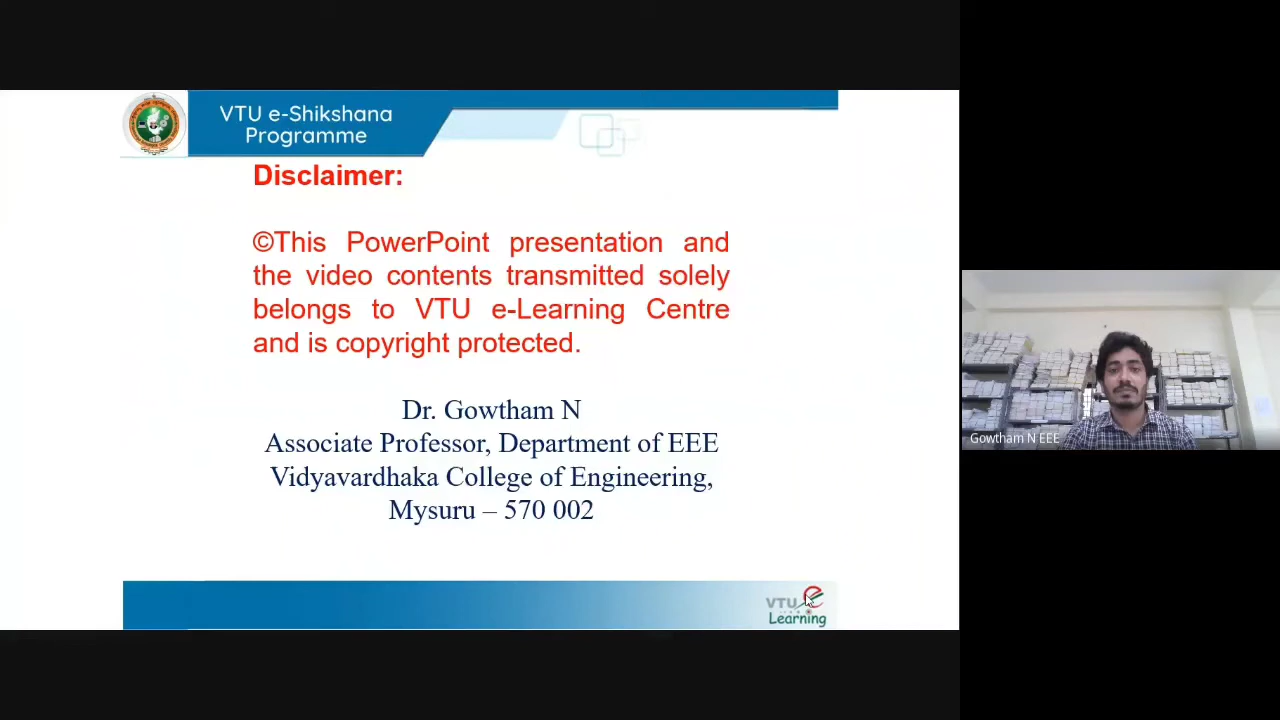 VTU e-Shikshana
Programme
Disclaimer:
©This PowerPoint presentation and
the video contents transmitted solely
belongs to VTU e-Learning Centre
and is copyright protected.
Dr. Gowtham N
Associate Professor, Department of EEE
Vidyavardhaka College of Engineering,
Mysuru – 570 002
Gowtham N EEE
VTU e
Learning